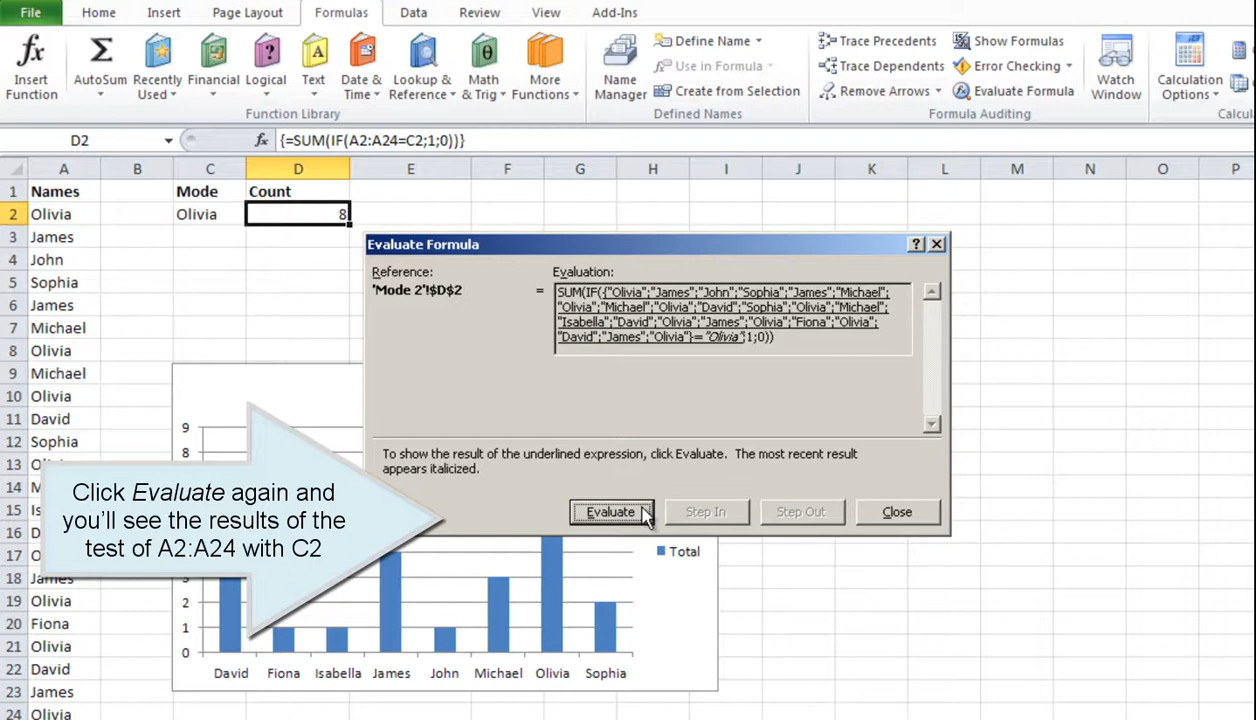 File Home Insert Page Layout Formulas Data Review View Add-Ins
Insert Function
AutoSum
Recently Used
Financial
Logical
Text
Date & Time
Lookup & Reference
Math & Trig
More Functions
Function Library
Name Manager
Define Name
Use in Formula
Create from Selection
Defined Names
Trace Precedents
Trace Dependents
Remove Arrows
Show Formulas
Error Checking
Evaluate Formula
Formula Auditing
Watch Window
Calculation Options
D2 fx {=SUM(IF(A2:A24=C2;1;0))}
A B C D E F G H I J K L M N O P
1 Names Mode Count
2 Olivia Olivia 8
3 James
4 John
5 Sophia
6 James
7 Michael
8 Olivia
9 Michael
10 Olivia
11 David
12 Sophia
13
14
15
16
17
18 James
19 Olivia
20 Fiona
21 Olivia
22 David
23 James
24 Olivia
Evaluate Formula
Reference:
'Mode 2'!$D$2
=
Evaluation:
SUM(IF({"Olivia";"James";"John";"Sophia";"James";"Michael";
"Olivia";"Michael";"Olivia";"David";"Sophia";"Olivia";"Michael";
"Isabella";"David";"Olivia";"James";"Olivia";"Fiona";"Olivia";
"David";"James";"Olivia"}="Olivia";1;0))
To show the result of the underlined expression, click Evaluate. The most recent result
appears italicized.
Evaluate Step In Step Out Close
Click Evaluate again and
you'll see the results of the
test of A2:A24 with C2
9
8
2
1
0
David Fiona Isabella James John Michael Olivia Sophia
Total